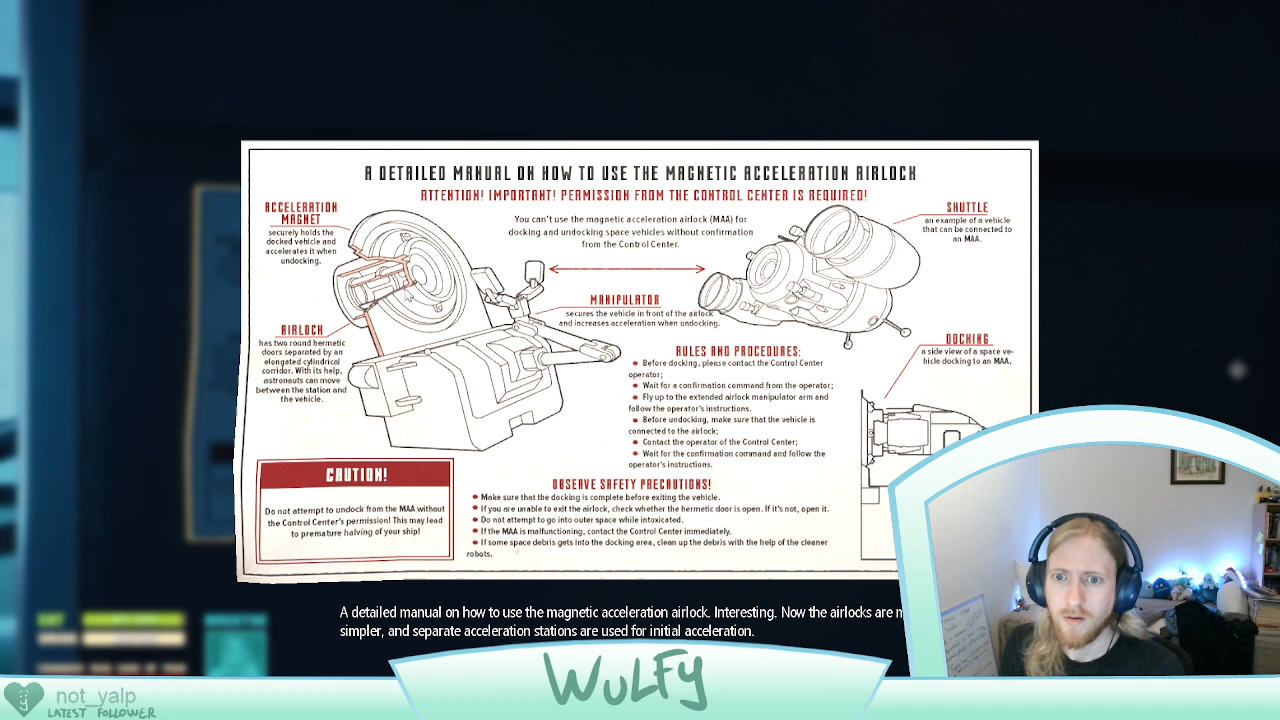 A DETAILED MANUAL ON HOW TO USE THE MAGNETIC ACCELERATION AIRLOCK
ATTENTION! IMPORTANT! PERMISSION FROM THE CONTROL CENTER IS REQUIRED!
ACCELERATION
MAGNET
securely holds the
docked vehicle and
accelerates it when
undocking.
You can't use the magnetic acceleration airlock (MAA) for
docking and undocking space vehicles without confirmation
from the Control Center.
SHUTTLE
an example of a vehicle
that can be connected to
an MAA.
MANIPULATOR
secures the vehicle in front of the airlock
and increases acceleration when undocking.
AIRLOCK
has two round hermetic
doors separated by an
elongated cylindrical
corridor. With its help,
astronauts can move
between the station and
the vehicle.
DOCKING
a side view of a space ve-
hicle docking to an MAA.
RULES AND PROCEDURES:
• Before docking, please contact the Control Center
operator;
• Wait for a confirmation command from the operator;
• Fly up to the extended airlock manipulator arm and
follow the operator's instructions.
• Before undocking, make sure that the vehicle is
connected to the airlock;
• Contact the operator of the Control Center;
• Wait for the confirmation command and follow the
operator's instructions.
CAUTION!
Do not attempt to undock from the MAA without
the Control Center's permission! This may lead
to premature halving of your ship!
OBSERVE SAFETY PRECAUTIONS!
• Make sure that the docking is complete before exiting the vehicle.
• If you are unable to exit the airlock, check whether the hermetic door is open. If it's not, open it.
• Do not attempt to go into outer space while intoxicated.
• If the MAA is malfunctioning, contact the Control Center immediately.
• If some space debris gets into the docking area, clean up the debris with the help of the cleaner
robots.
A detailed manual on how to use the magnetic acceleration airlock. Interesting. Now the airlocks are
simpler, and separate acceleration stations are used for initial acceleration.
WULFY
not_yalp
LATEST FOLLOWER